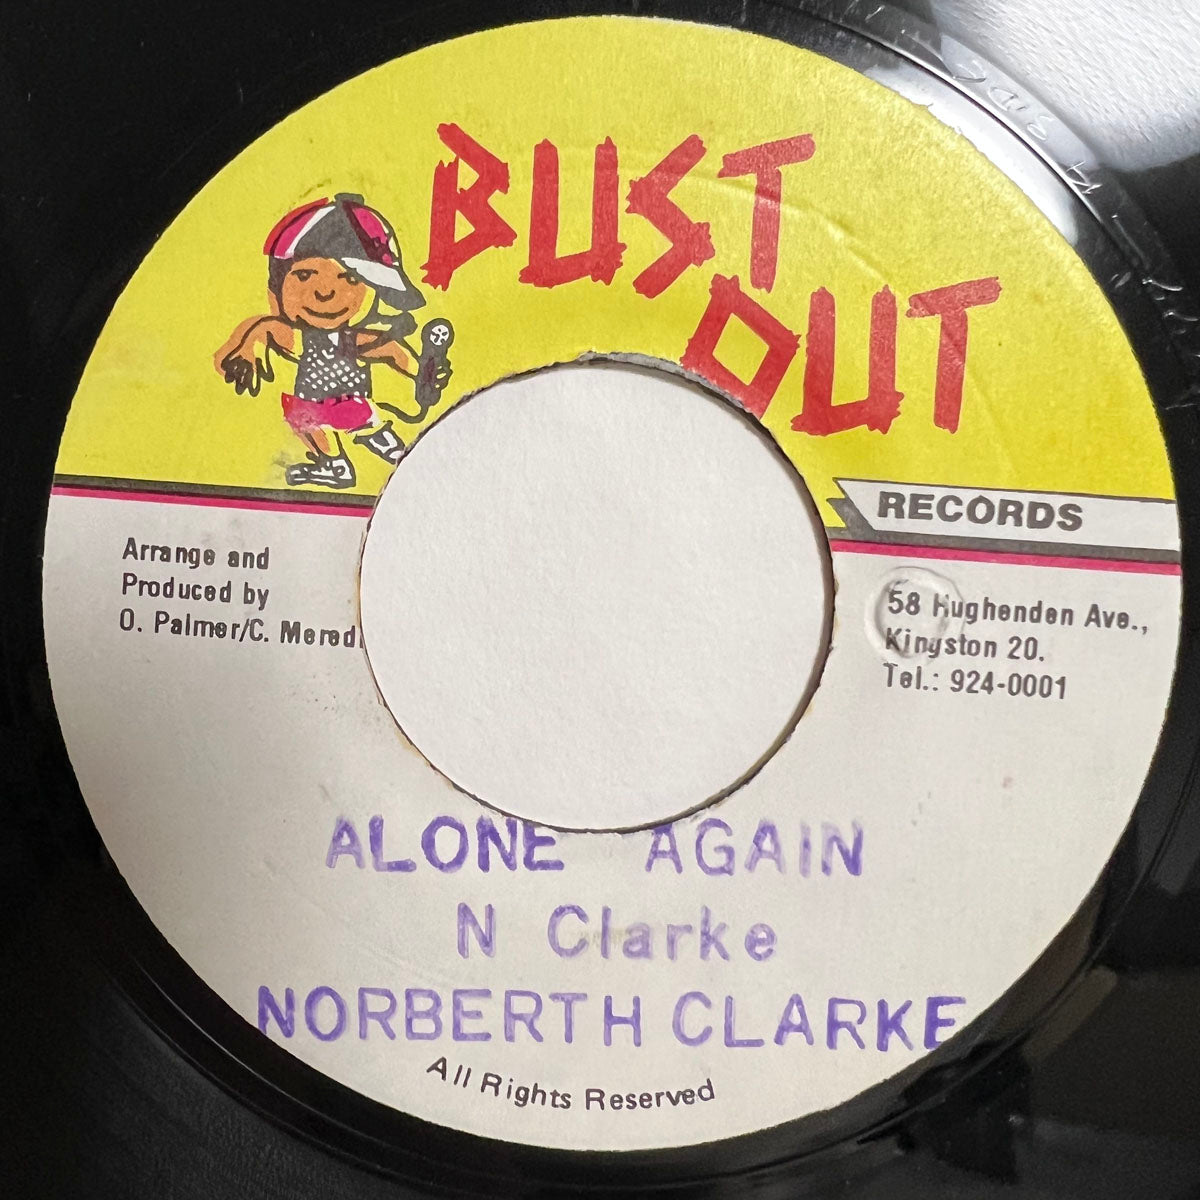 BUST
OUT
RECORDS
Arrange and
Produced by
O. Palmer/C.
58 Hughenden Ave.,
Kingston 20.
Tel.: 924-0001
ALONE AGAIN
N Clarke
NORBERTH CLARKE
All Rights Reserved